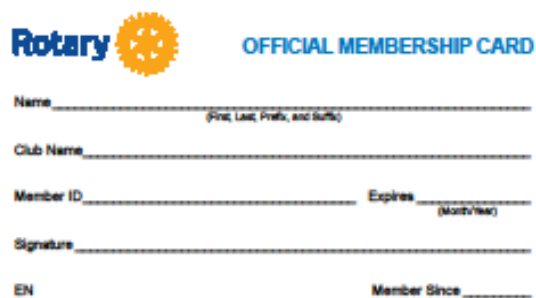 Rotary OFFICIAL MEMBERSHIP CARD
Name
(First, Last, Prefix, and Suffix)
Club Name
Member ID Expires
(Month/Year)
Signature
EN Member Since